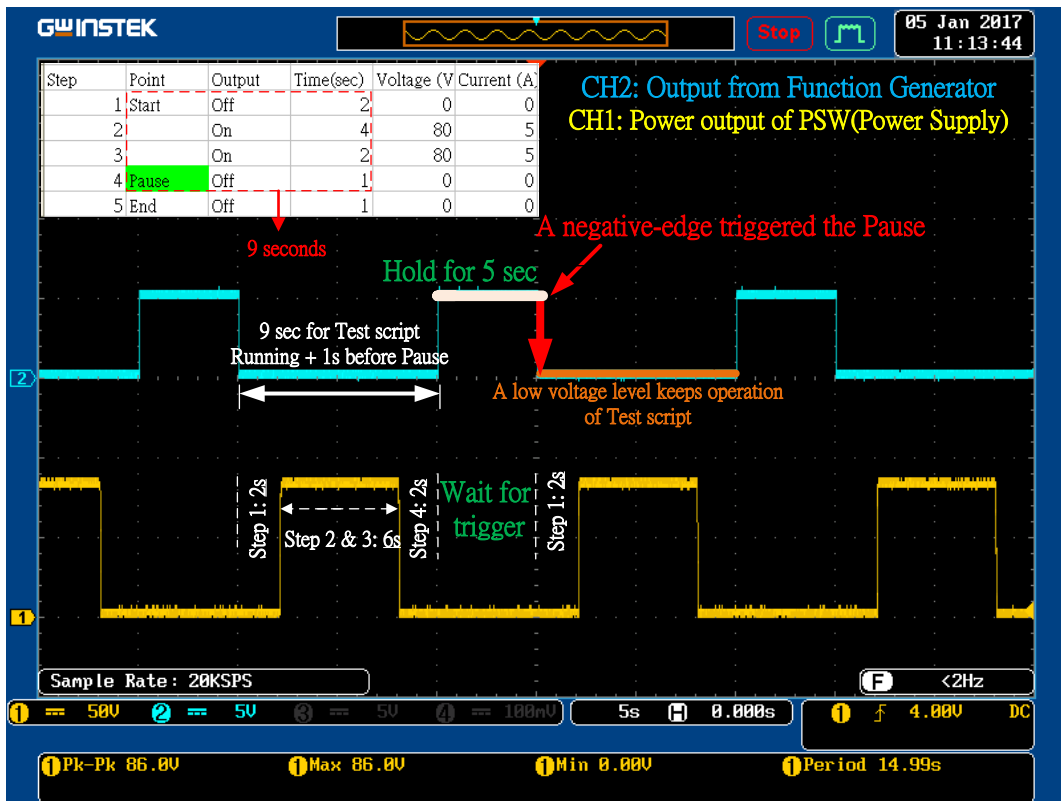 GWINSTEK
Stop
05 Jan 2017
11:13:44
Step Point Output Time(sec) Voltage (V Current (A)
1 Start Off 2 0 0
2 On 4 80 5
3 On 2 80 5
4 Pause Off 1 0 0
5 End Off 1 0 0
CH2: Output from Function Generator
CH1: Power output of PSW(Power Supply)
9 seconds
A negative-edge triggered the Pause
Hold for 5 sec
9 sec for Test script
Running + 1s before Pause
2
A low voltage level keeps operation
of Test script
Step 1: 2s
Step 2 & 3: 6s
Step 4: 2s
Wait for
trigger
Step 1: 2s
1
Sample Rate: 20KSPS
F <2Hz
1 50V 2 5V 3 5V 4 100mV 5s H 0.000s 1 4.00V DC
1 Pk-Pk 86.0V 1 Max 86.0V 1 Min 0.00V 1 Period 14.99s